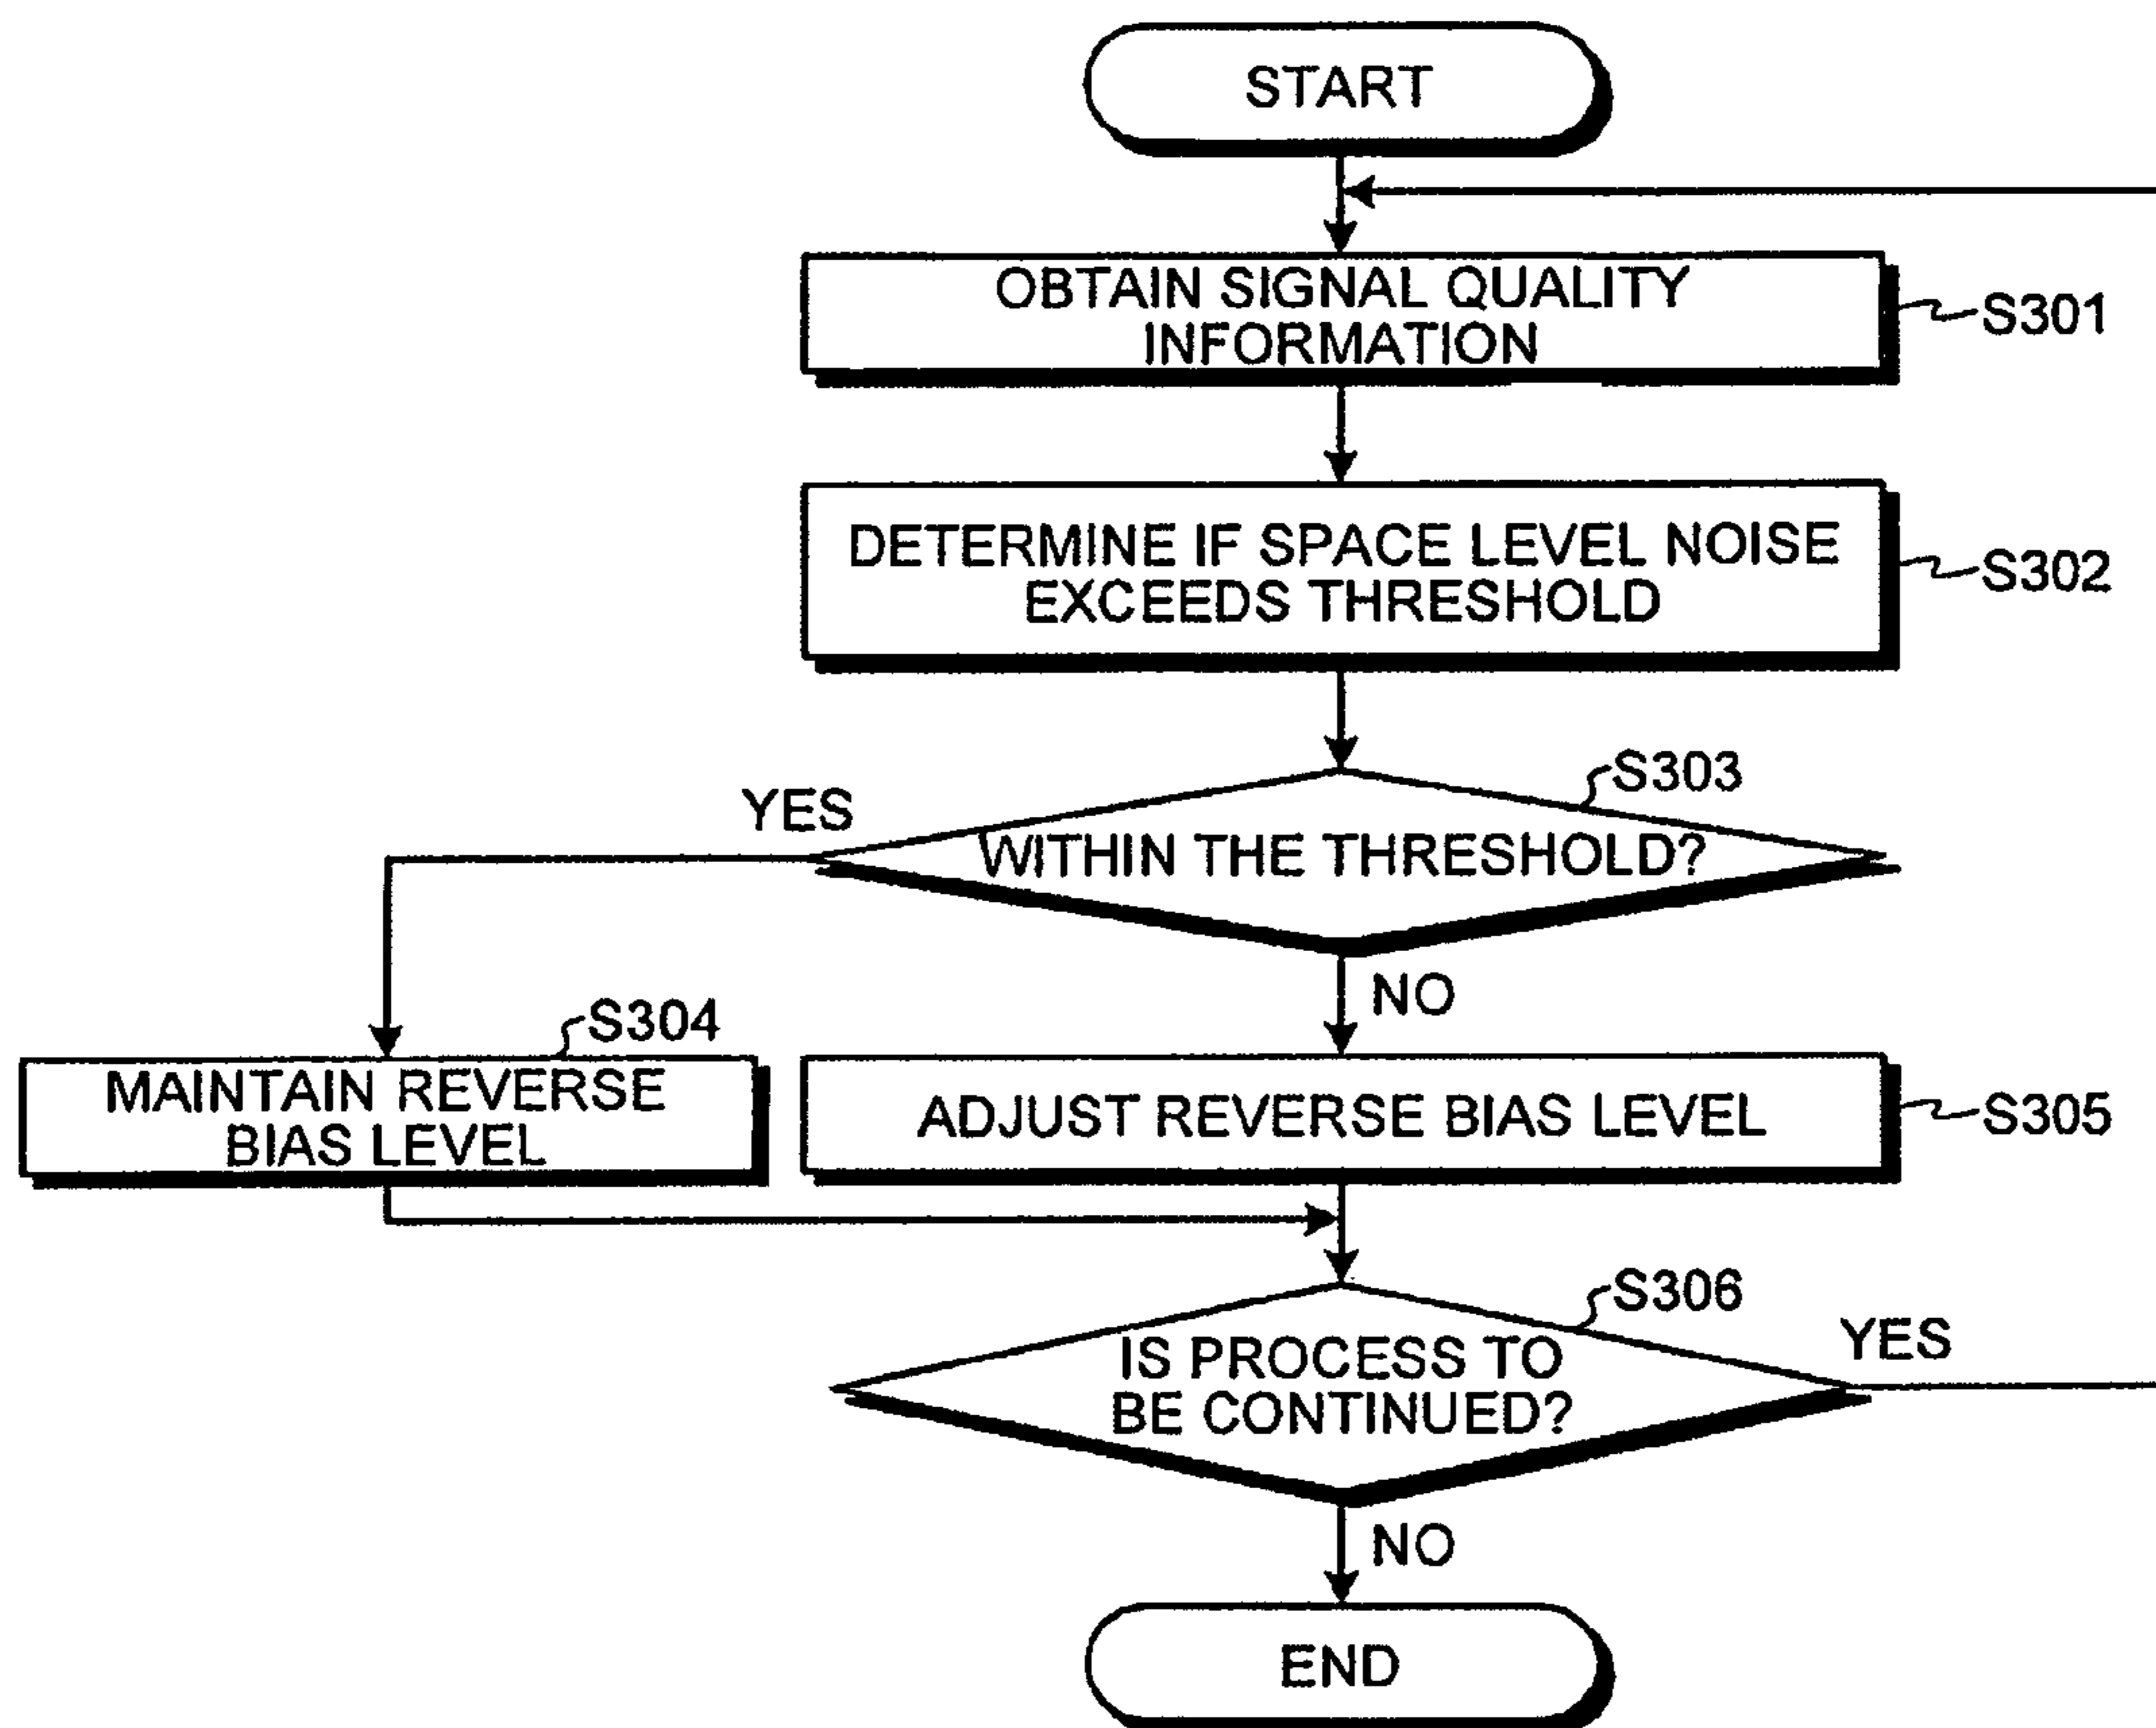 START
OBTAIN SIGNAL QUALITY
INFORMATION
S301
DETERMINE IF SPACE LEVEL NOISE
EXCEEDS THRESHOLD
S302
S303
YES
WITHIN THE THRESHOLD?
NO
S304
MAINTAIN REVERSE
BIAS LEVEL
ADJUST REVERSE BIAS LEVEL
S305
S306
YES
IS PROCESS TO
BE CONTINUED?
NO
END